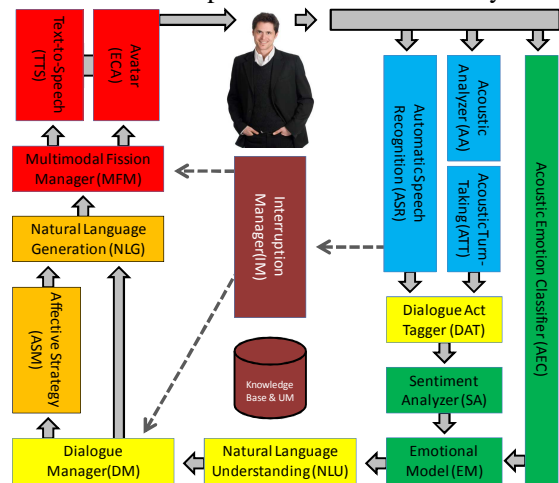 Text-to-Speech
(TTS)
Avatar
(ECA)
Multimodal Fission
Manager (MFM)
Natural Language
Generation (NLG)
Affective Strategy
(ASM)
Dialogue
Manager(DM)
Interruption
Manager(IM)
Knowledge
Base & UM
Natural Language
Understanding (NLU)
Automatic Speech
Recognition (ASR)
Acoustic
Analyzer (AA)
Acoustic Turn-
Taking (ATT)
Dialogue Act
Tagger (DAT)
Sentiment
Analyzer (SA)
Emotional
Model (EM)
Acoustic Emotion Classifier (AEC)